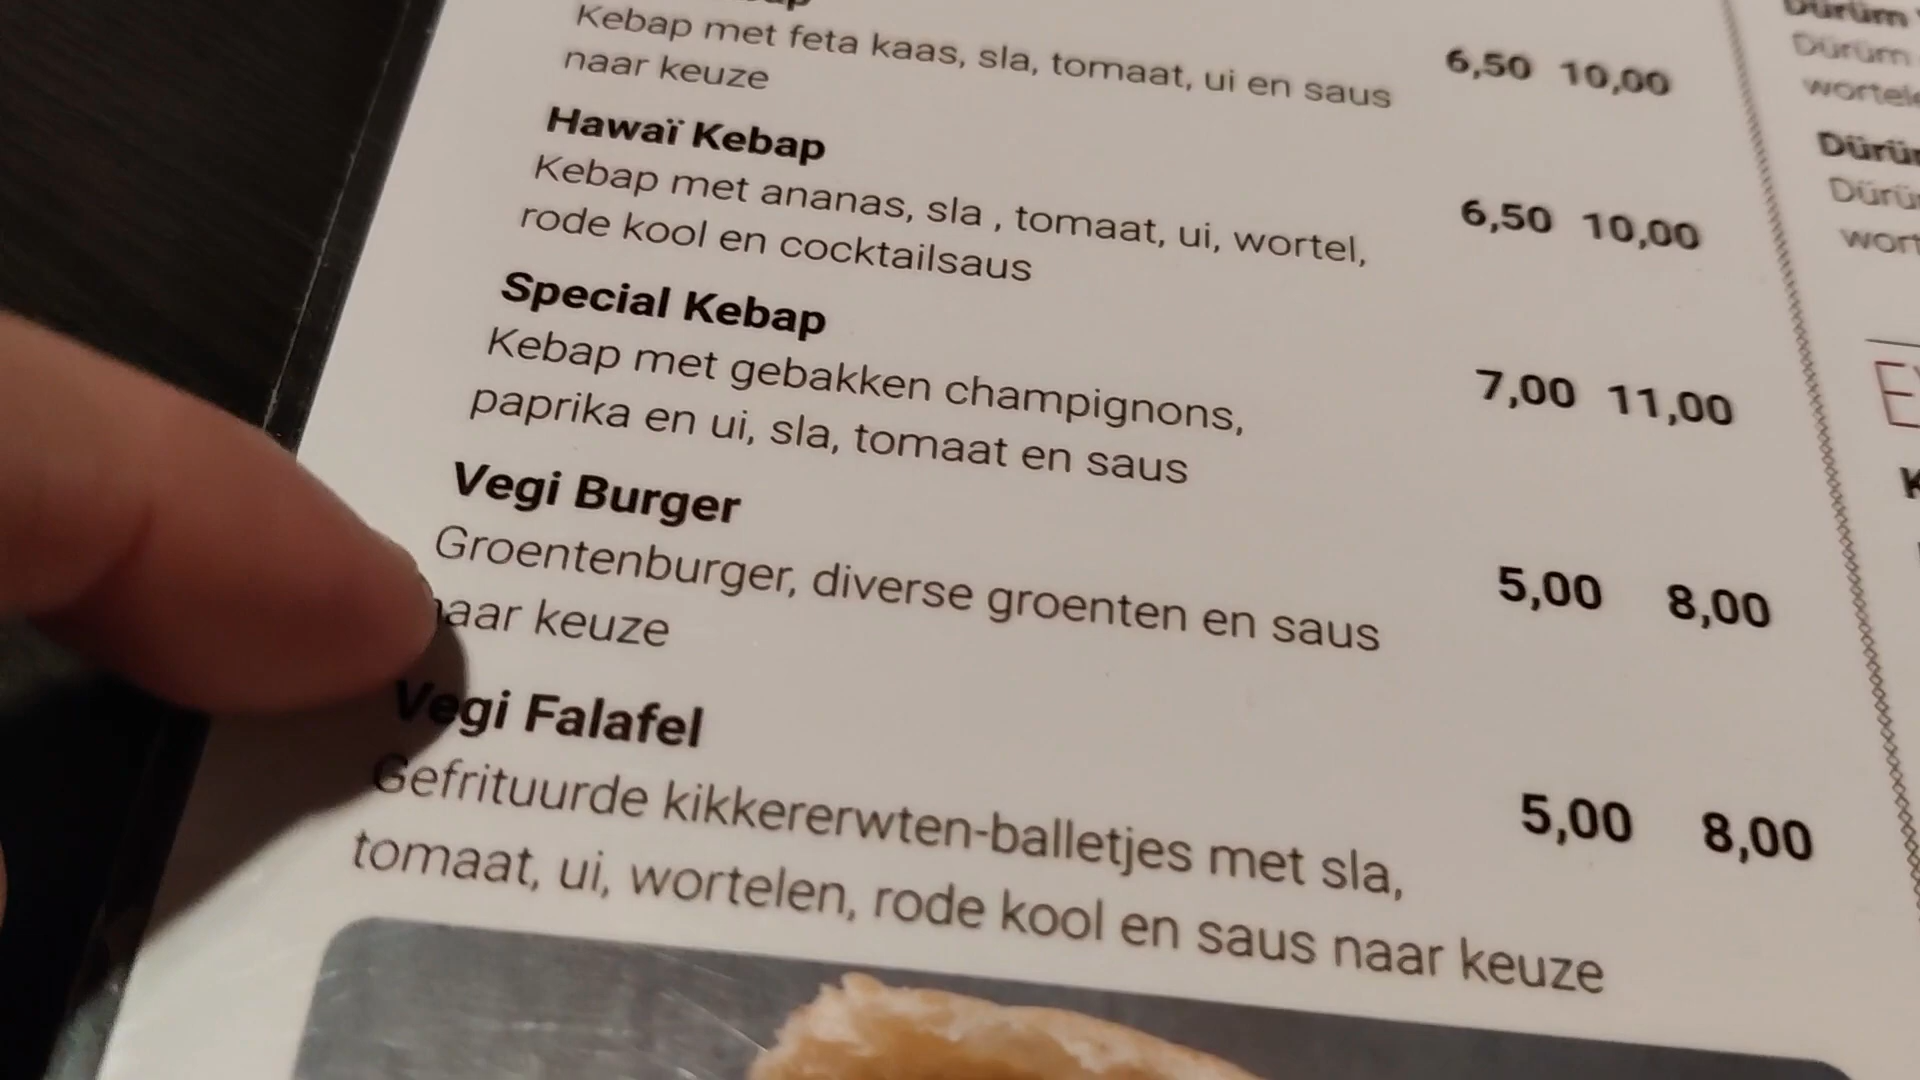 Kebap met feta kaas, sla, tomaat, ui en saus
naar keuze
6,50 10,00
Hawaï Kebap
Kebap met ananas, sla , tomaat, ui, wortel,
rode kool en cocktailsaus
6,50 10,00
Special Kebap
Kebap met gebakken champignons,
paprika en ui, sla, tomaat en saus
7,00 11,00
Vegi Burger
Groentenburger, diverse groenten en saus
naar keuze
5,00 8,00
Vegi Falafel
Gefrituurde kikkererwten-balletjes met sla,
tomaat, ui, wortelen, rode kool en saus naar keuze
5,00 8,00
Dürüm
Dürüm